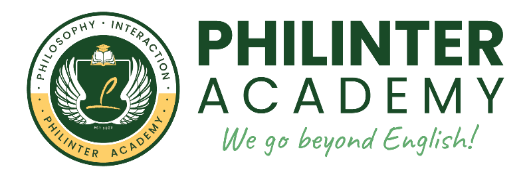 PHILOSOPHY · INTERACTION
PHILINTER ACADEMY
PHILINTER
ACADEMY
We go beyond English!